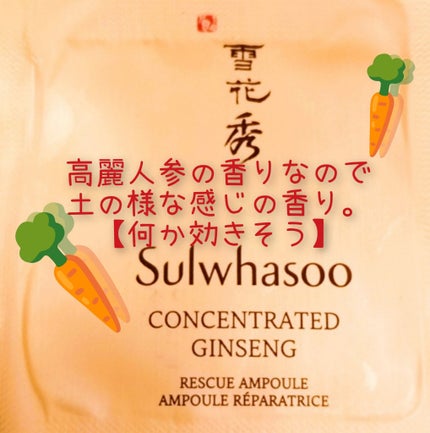 雪花秀
高麗人参の香りなので
土の様な感じの香り。
【何か効きそう】
Sulwhasoo
CONCENTRATED
GINSENG
RESCUE AMPOULE
AMPOULE RÉPARATRICE